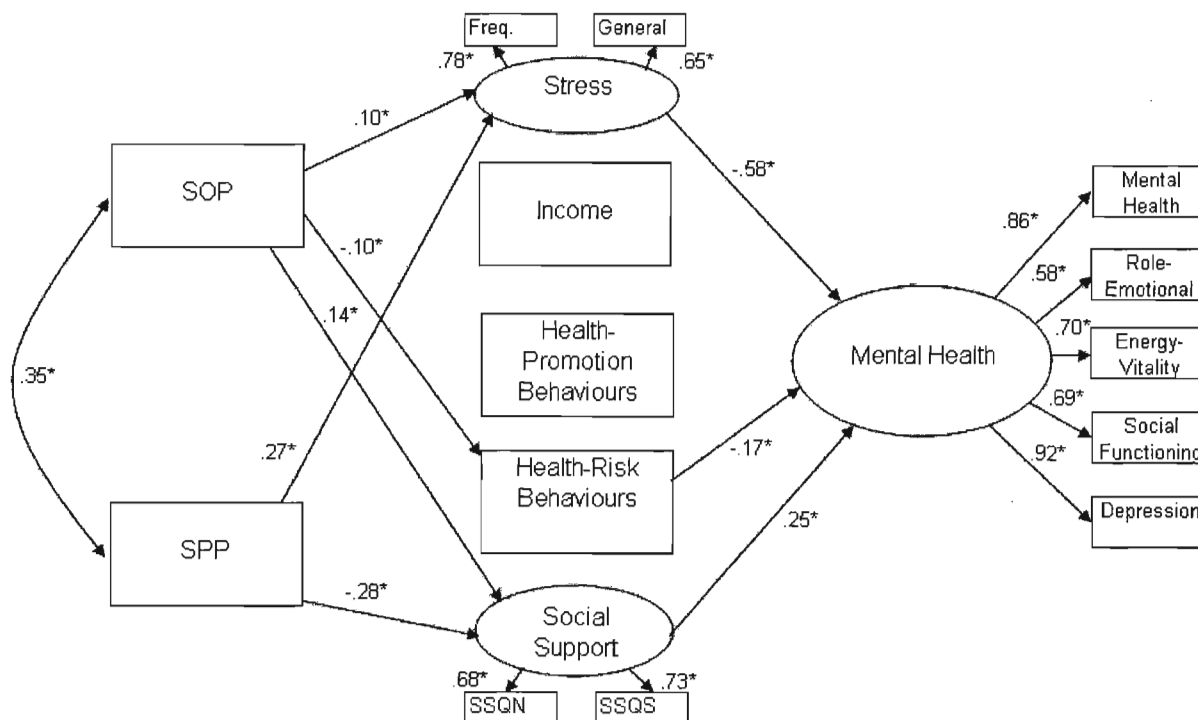 Freq.
General
.78*
.65*
Stress
.10*
SOP
-.58*
Income
Mental
Health
.86*
-.10*
Role-
Emotional
.58*
.14*
Health-
Promotion
Behaviours
Mental Health
.70*
Energy-
Vitality
.35*
.69*
Social
Functioning
.27*
-.17*
Health-Risk
Behaviours
.92*
.25*
Depression
SPP
-.28*
Social
Support
.68*
.73*
SSQN
SSQS